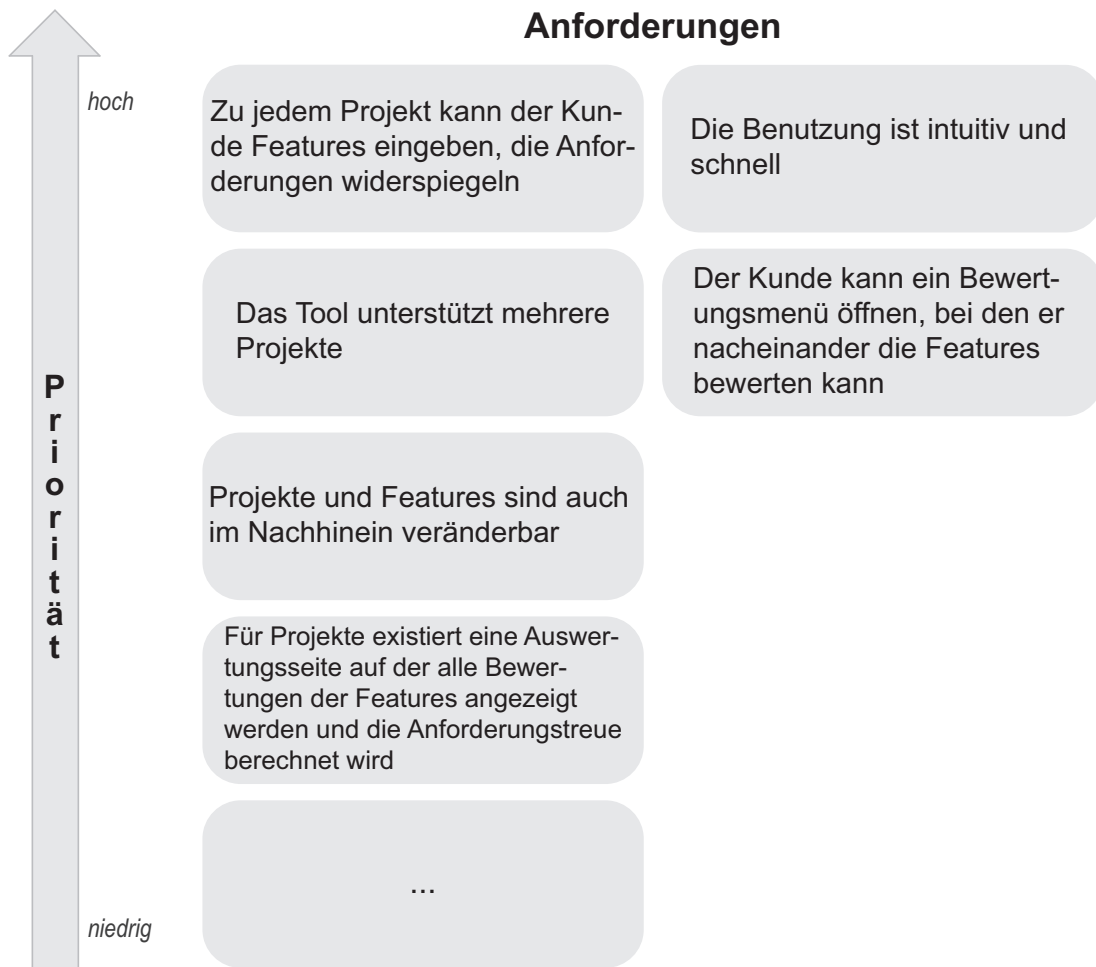 Anforderungen
hoch
Zu jedem Projekt kann der Kun-
de Features eingeben, die Anfor-
derungen widerspiegeln
Die Benutzung ist intuitiv und
schnell
Das Tool unterstützt mehrere
Projekte
Der Kunde kann ein Bewert-
ungsmenü öffnen, bei den er
nacheinander die Features
bewerten kann
Priorität
Projekte und Features sind auch
im Nachhinein veränderbar
Für Projekte existiert eine Auswer-
tungsseite auf der alle Bewer-
tungen der Features angezeigt
werden und die Anforderungstreue
berechnet wird
...
niedrig